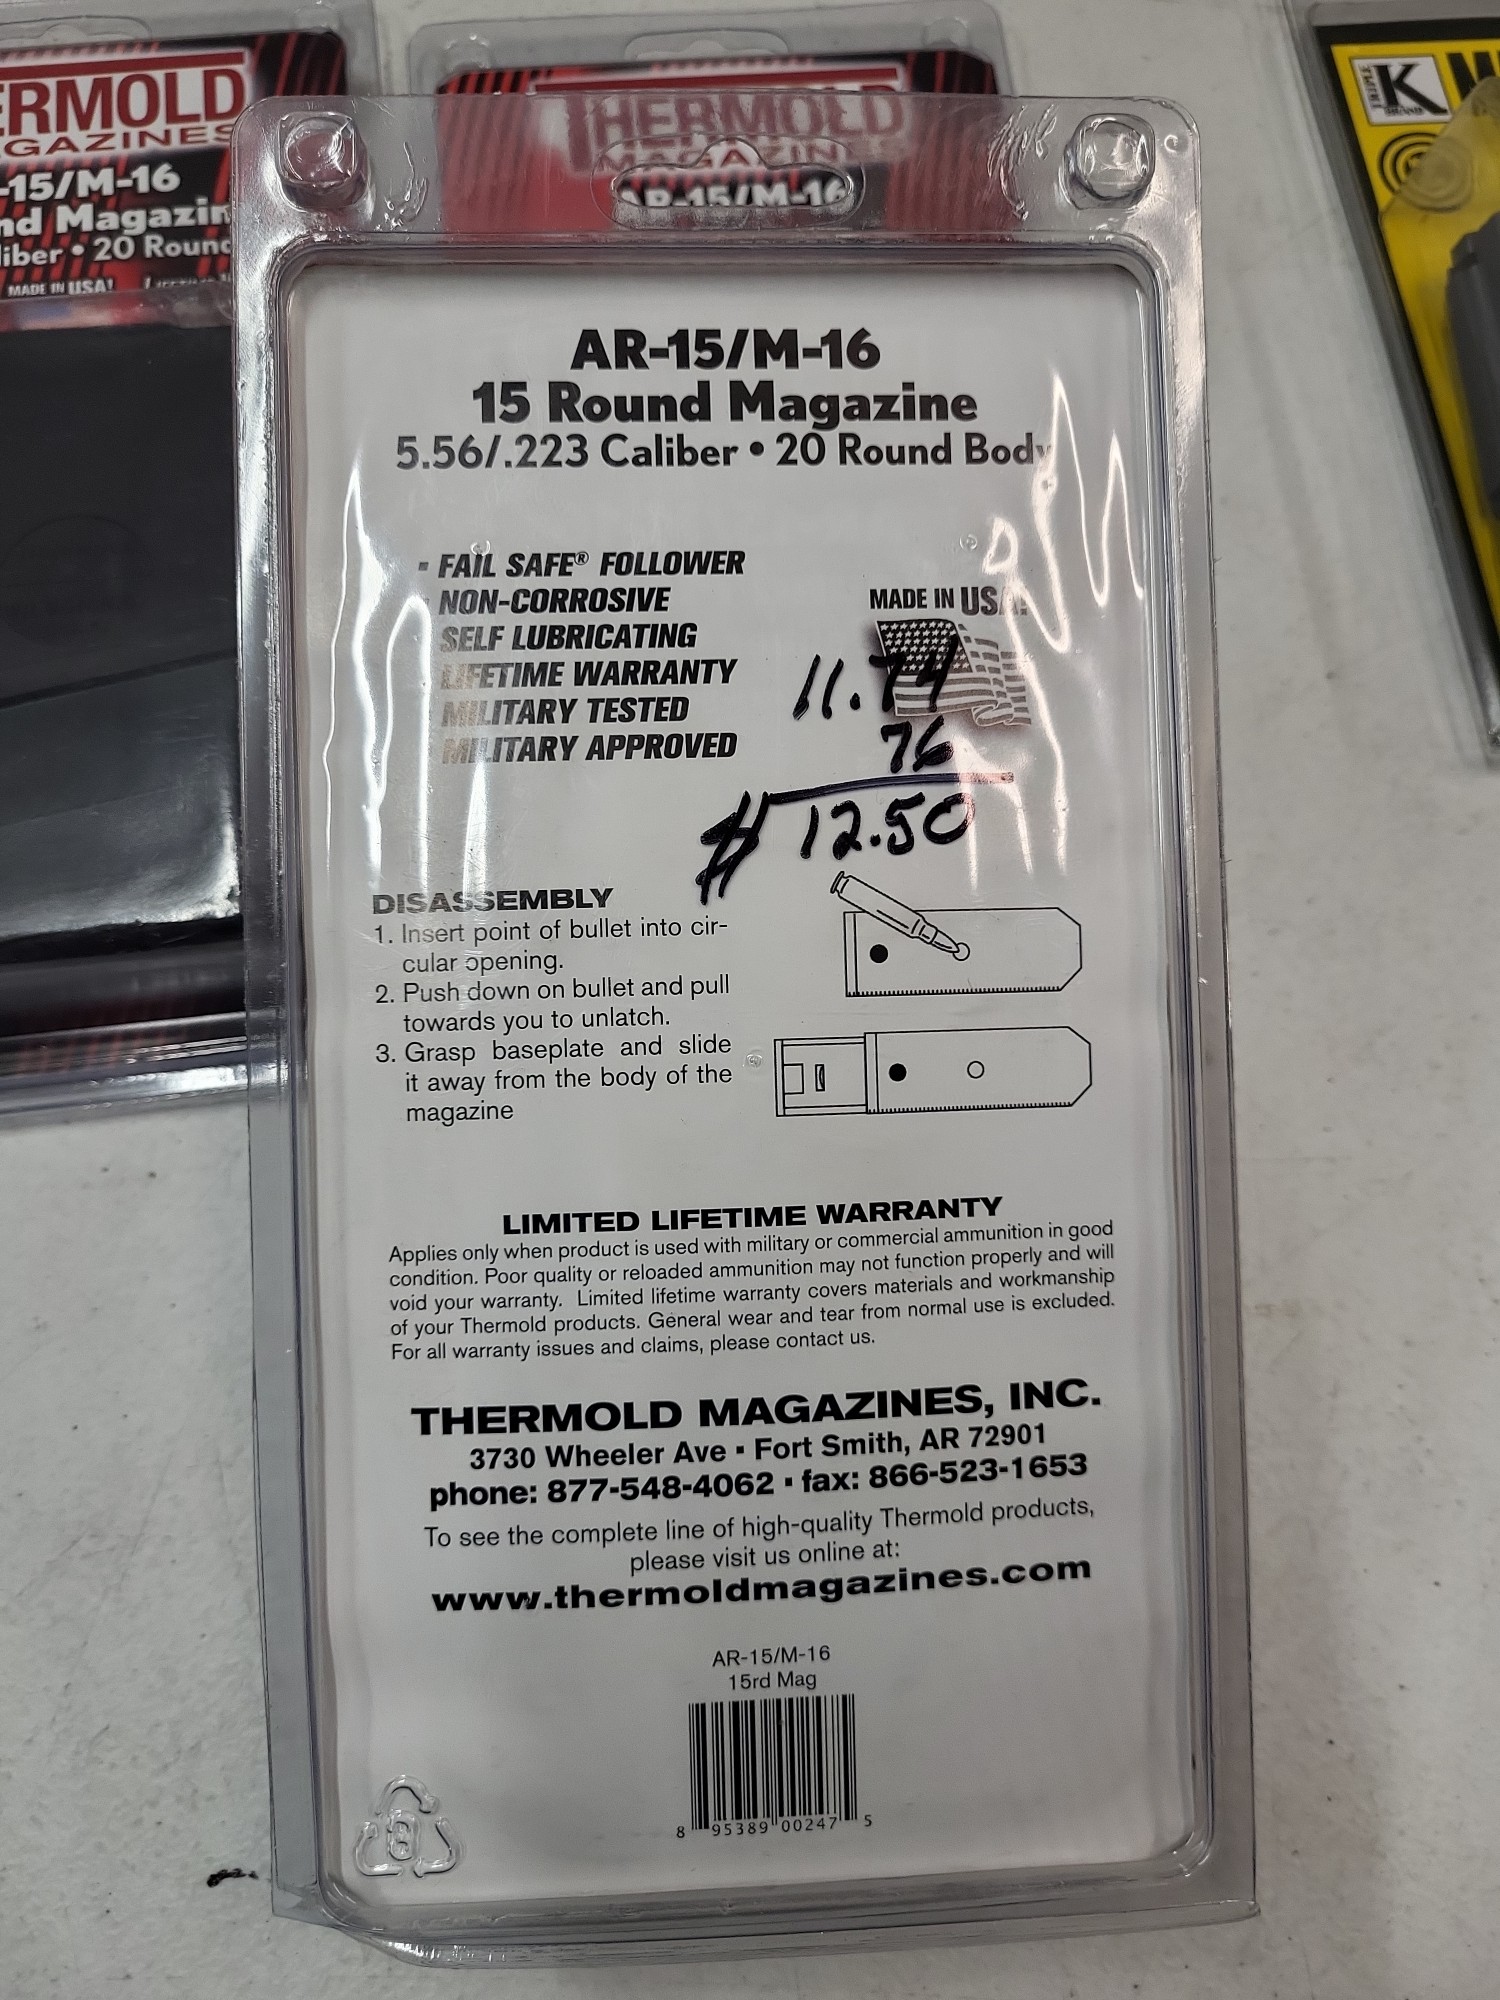 ERMOLD
GAZINES
-15/M-16
nd Magazin
liber • 20 Round
MADE IN USA!
THERMOLD
MAGAZINES
AR-15/M-16
K
AR-15/M-16
15 Round Magazine
5.56/.223 Caliber • 20 Round Body
▪ FAIL SAFE® FOLLOWER
NON-CORROSIVE
SELF LUBRICATING
LIFETIME WARRANTY
MILITARY TESTED
MILITARY APPROVED
MADE IN USA!
11.74
76
$ 12.50
DISASSEMBLY
1. Insert point of bullet into cir-
cular opening.
2. Push down on bullet and pull
towards you to unlatch.
3. Grasp baseplate and slide
it away from the body of the
magazine
LIMITED LIFETIME WARRANTY
Applies only when product is used with military or commercial ammunition in good
condition. Poor quality or reloaded ammunition may not function properly and will
void your warranty. Limited lifetime warranty covers materials and workmanship
of your Thermold products. General wear and tear from normal use is excluded.
For all warranty issues and claims, please contact us.
THERMOLD MAGAZINES, INC.
3730 Wheeler Ave ▪ Fort Smith, AR 72901
phone: 877-548-4062 ▪ fax: 866-523-1653
To see the complete line of high-quality Thermold products,
please visit us online at:
www.thermoldmagazines.com
AR-15/M-16
15rd Mag
8 95389 00247 5